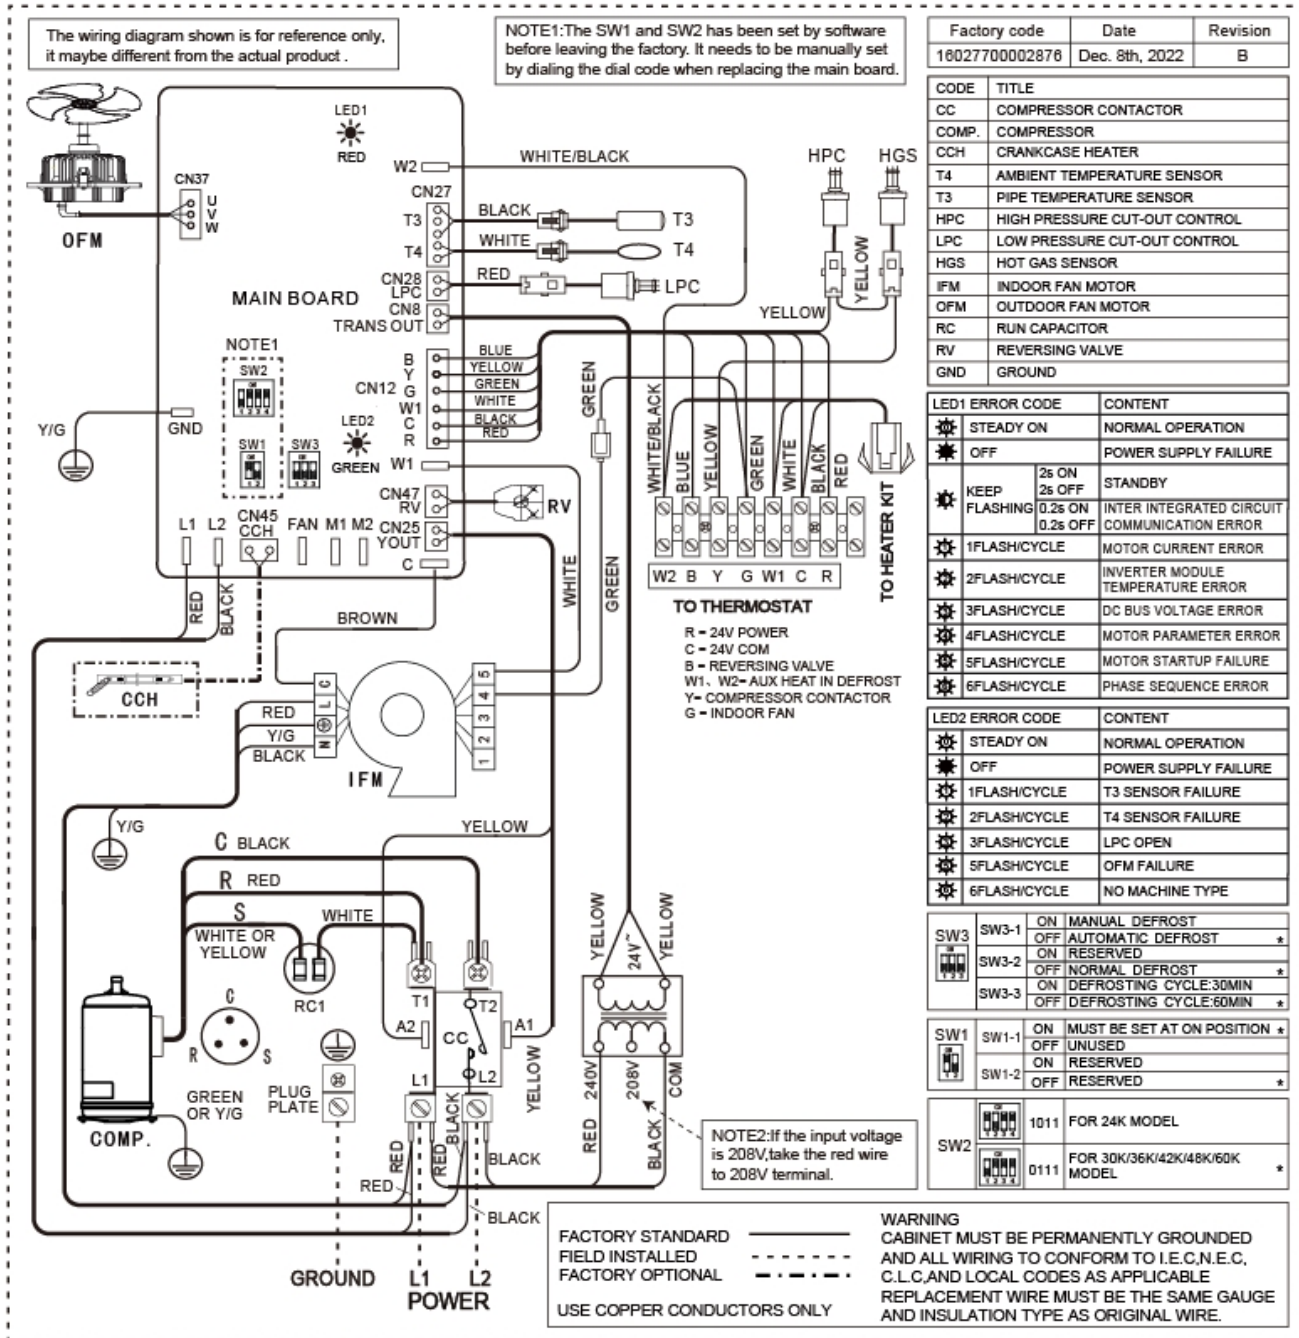 The wiring diagram shown is for reference only,
it maybe different from the actual product .
NOTE1:The SW1 and SW2 has been set by software
before leaving the factory. It needs to be manually set
by dialing the dial code when replacing the main board.
Factory code Date Revision
16027700002876 Dec. 8th, 2022 B
CODE TITLE
CC COMPRESSOR CONTACTOR
COMP. COMPRESSOR
CCH CRANKCASE HEATER
T4 AMBIENT TEMPERATURE SENSOR
T3 PIPE TEMPERATURE SENSOR
HPC HIGH PRESSURE CUT-OUT CONTROL
LPC LOW PRESSURE CUT-OUT CONTROL
HGS HOT GAS SENSOR
IFM INDOOR FAN MOTOR
OFM OUTDOOR FAN MOTOR
RC RUN CAPACITOR
RV REVERSING VALVE
GND GROUND
LED1 ERROR CODE CONTENT
STEADY ON NORMAL OPERATION
OFF POWER SUPPLY FAILURE
KEEP FLASHING
2s ON
2s OFF
STANDBY
0.2s ON
0.2s OFF
INTER INTEGRATED CIRCUIT
COMMUNICATION ERROR
1FLASH/CYCLE MOTOR CURRENT ERROR
2FLASH/CYCLE INVERTER MODULE
TEMPERATURE ERROR
3FLASH/CYCLE DC BUS VOLTAGE ERROR
4FLASH/CYCLE MOTOR PARAMETER ERROR
5FLASH/CYCLE MOTOR STARTUP FAILURE
6FLASH/CYCLE PHASE SEQUENCE ERROR
LED2 ERROR CODE CONTENT
STEADY ON NORMAL OPERATION
OFF POWER SUPPLY FAILURE
1FLASH/CYCLE T3 SENSOR FAILURE
2FLASH/CYCLE T4 SENSOR FAILURE
3FLASH/CYCLE LPC OPEN
5FLASH/CYCLE OFM FAILURE
6FLASH/CYCLE NO MACHINE TYPE
SW3
SW3-1 ON MANUAL DEFROST
OFF AUTOMATIC DEFROST *
SW3-2 ON RESERVED
OFF NORMAL DEFROST *
SW3-3 ON DEFROSTING CYCLE:30MIN
OFF DEFROSTING CYCLE:60MIN *
SW1
SW1-1 ON MUST BE SET AT ON POSITION *
OFF UNUSED
SW1-2 ON RESERVED
OFF RESERVED *
SW2
1011 FOR 24K MODEL
0111 FOR 30K/36K/42K/48K/60K
MODEL *
OFM
CN37
U
V
W
LED1
RED
W2
CN27
T3
T4
CN28
LPC
CN8
TRANS OUT
MAIN BOARD
NOTE1
SW2
SW1
SW3
LED2
GREEN
CN12
B
Y
G
W1
C
R
W1
CN47
RV
CN25
YOUT
C
Y/G
GND
L1 L2 CN45
CCH
FAN M1 M2
WHITE/BLACK
BLACK
T3
WHITE
T4
RED
LPC
BLUE
YELLOW
GREEN
WHITE
BLACK
RED
RV
HPC HGS
YELLOW
YELLOW
GREEN
WHITE/BLACK
BLUE
YELLOW
GREEN
WHITE
BLACK
RED
TO HEATER KIT
W2 B Y G W1 C R
TO THERMOSTAT
R - 24V POWER
C - 24V COM
B - REVERSING VALVE
W1、W2-AUX HEAT IN DEFROST
Y- COMPRESSOR CONTACTOR
G - INDOOR FAN
WHITE
GREEN
RED
BLACK
BROWN
CCH
C
L
N
RED
Y/G
BLACK
IFM
5
4
3
2
1
Y/G
YELLOW
C BLACK
R RED
S
WHITE OR
YELLOW
WHITE
RC1
T1
T2
A2
CC
A1
L1
L2
YELLOW
YELLOW
YELLOW
24V~
240V
208V
COM
C
R
S
GREEN
OR Y/G
COMP.
PLUG
PLATE
RED
RED
BLACK
BLACK
RED
BLACK
RED
BLACK
NOTE2:If the input voltage
is 208V,take the red wire
to 208V terminal.
GROUND L1 L2
POWER
FACTORY STANDARD
FIELD INSTALLED
FACTORY OPTIONAL
USE COPPER CONDUCTORS ONLY
WARNING
CABINET MUST BE PERMANENTLY GROUNDED
AND ALL WIRING TO CONFORM TO I.E.C,N.E.C,
C.L.C,AND LOCAL CODES AS APPLICABLE
REPLACEMENT WIRE MUST BE THE SAME GAUGE
AND INSULATION TYPE AS ORIGINAL WIRE.